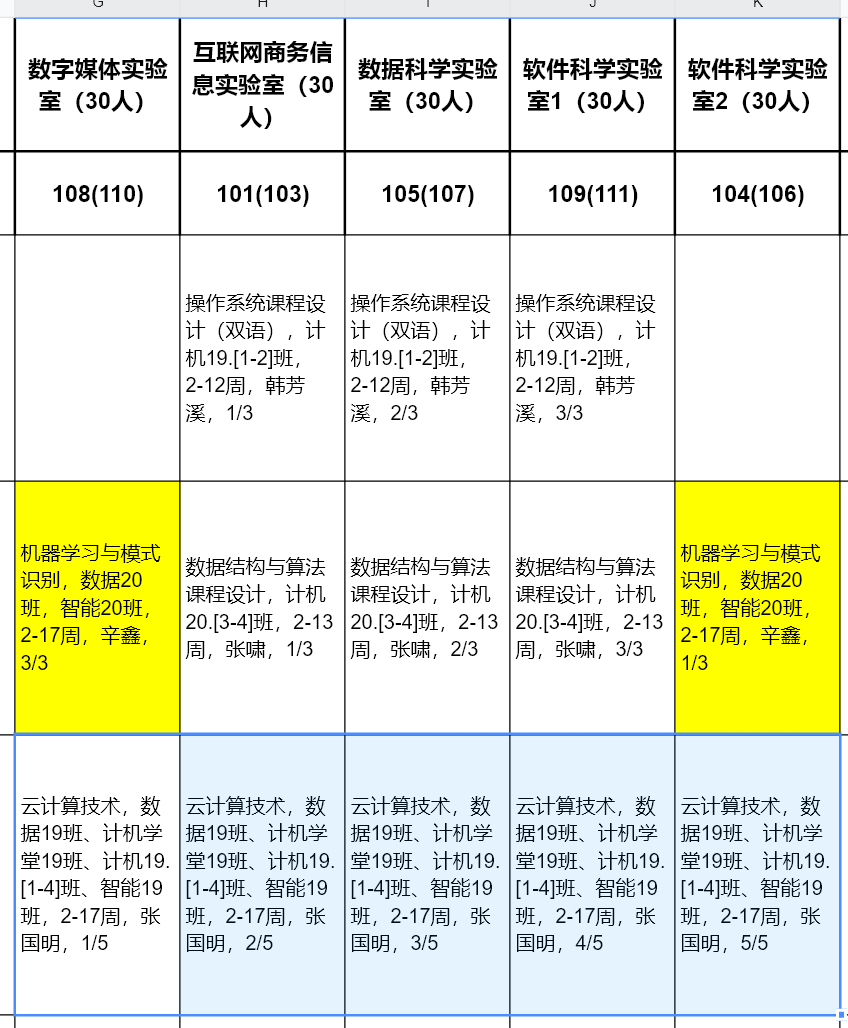 G
H
I
J
K
数字媒体实验
室（30人）
互联网商务信
息实验室（30
人）
数据科学实验
室（30人）
软件科学实验
室1（30人）
软件科学实验
室2（30人）
108(110)
101(103)
105(107)
109(111)
104(106)
操作系统课程设
计（双语），计
机19.[1-2]班，
2-12周，韩芳
溪，1/3
操作系统课程设
计（双语），计
机19.[1-2]班，
2-12周，韩芳
溪，2/3
操作系统课程设
计（双语），计
机19.[1-2]班，
2-12周，韩芳
溪，3/3
机器学习与模式
识别，数据20
班，智能20班，
2-17周，辛鑫，
3/3
数据结构与算法
课程设计，计机
20.[3-4]班，2-13
周，张啸，1/3
数据结构与算法
课程设计，计机
20.[3-4]班，2-13
周，张啸，2/3
数据结构与算法
课程设计，计机
20.[3-4]班，2-13
周，张啸，3/3
机器学习与模式
识别，数据20
班，智能20班，
2-17周，辛鑫，
1/3
云计算技术，数
据19班、计机学
堂19班、计机19.
[1-4]班、智能19
班，2-17周，张
国明，1/5
云计算技术，数
据19班、计机学
堂19班、计机19.
[1-4]班、智能19
班，2-17周，张
国明，2/5
云计算技术，数
据19班、计机学
堂19班、计机19.
[1-4]班、智能19
班，2-17周，张
国明，3/5
云计算技术，数
据19班、计机学
堂19班、计机19.
[1-4]班、智能19
班，2-17周，张
国明，4/5
云计算技术，数
据19班、计机学
堂19班、计机19.
[1-4]班、智能19
班，2-17周，张
国明，5/5